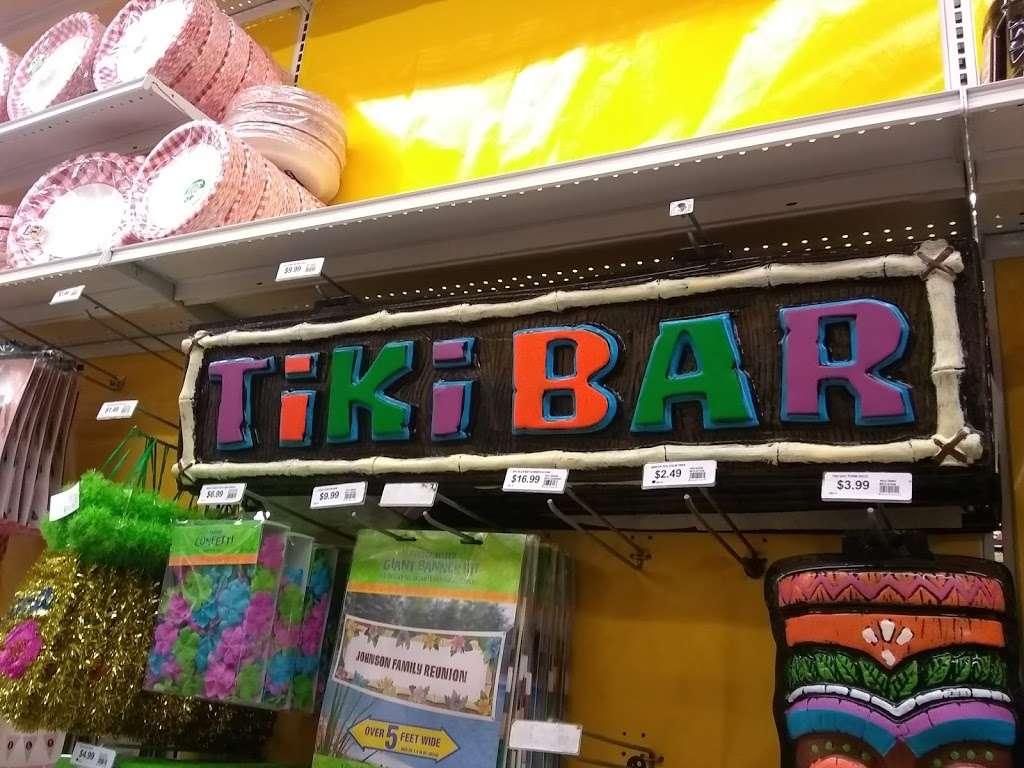 $9.99
$1.49
TiKi BAR
$6.99
$9.99
$16.99
$2.49
$3.99
CONFETTI
GIANT BANNER KIT
JOHNSON FAMILY REUNION
OVER 5 FEET WIDE
$4.99